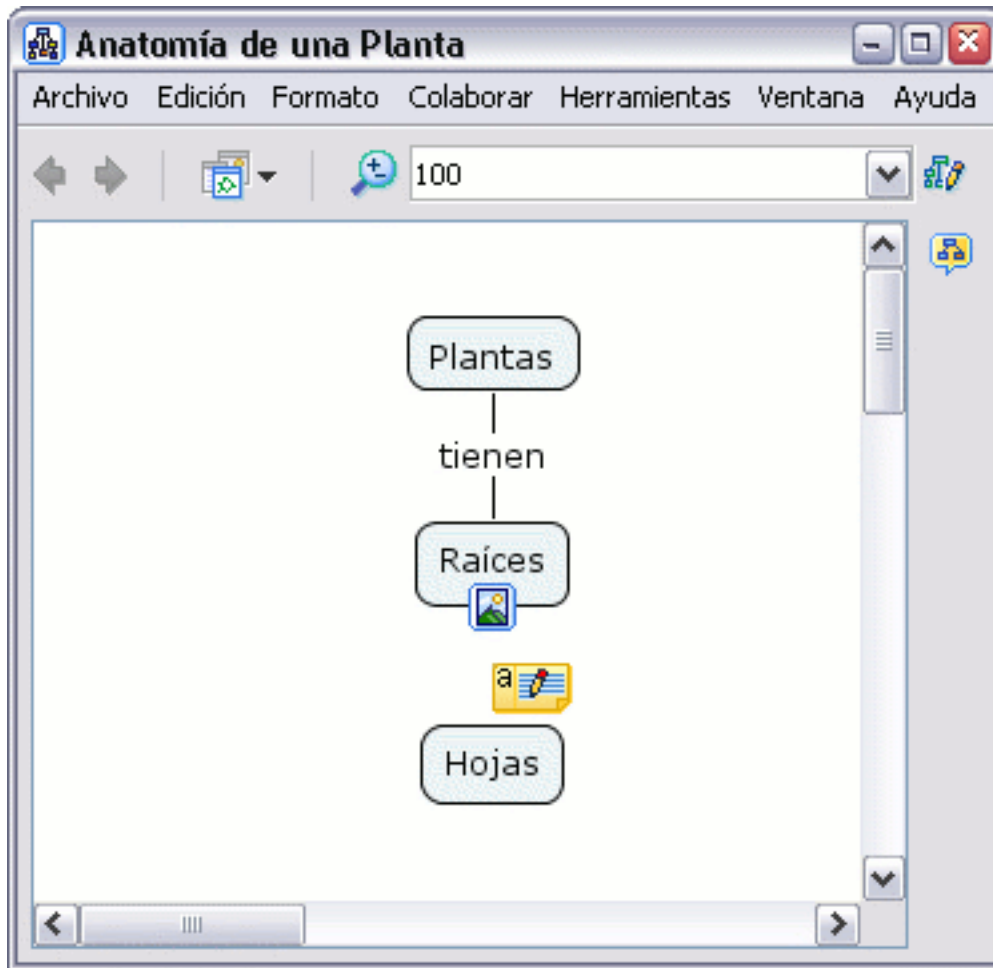 Anatomía de una Planta
Archivo Edición Formato Colaborar Herramientas Ventana Ayuda
100
Plantas
tienen
Raíces
a
Hojas